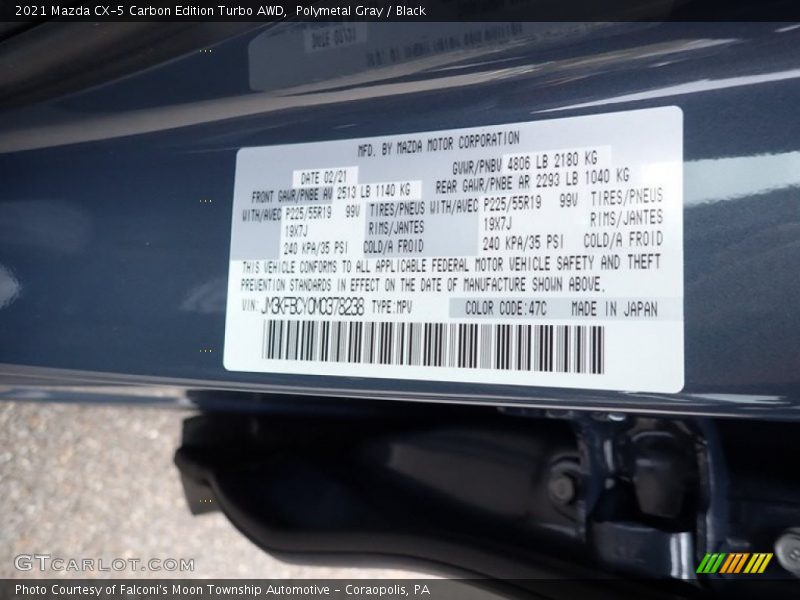 2021 Mazda CX-5 Carbon Edition Turbo AWD, Polymetal Gray / Black
MFD. BY MAZDA MOTOR CORPORATION
DATE 02/21 GVWR/PNBV 4806 LB 2180 KG
FRONT GAWR/PNBE AV 2513 LB 1140 KG REAR GAWR/PNBE AR 2293 LB 1040 KG
WITH/AVEC P225/55R19 99V TIRES/PNEUS WITH/AVEC P225/55R19 99V TIRES/PNEUS
19X7J RIMS/JANTES 19X7J RIMS/JANTES
240 KPA/35 PSI COLD/A FROID 240 KPA/35 PSI COLD/A FROID
THIS VEHICLE CONFORMS TO ALL APPLICABLE FEDERAL MOTOR VEHICLE SAFETY AND THEFT
PREVENTION STANDARDS IN EFFECT ON THE DATE OF MANUFACTURE SHOWN ABOVE.
VIN: JM3KFBCY0M0378238 TYPE:MPV COLOR CODE:47C MADE IN JAPAN
GTCARLOT.COM
Photo Courtesy of Falconi's Moon Township Automotive - Coraopolis, PA